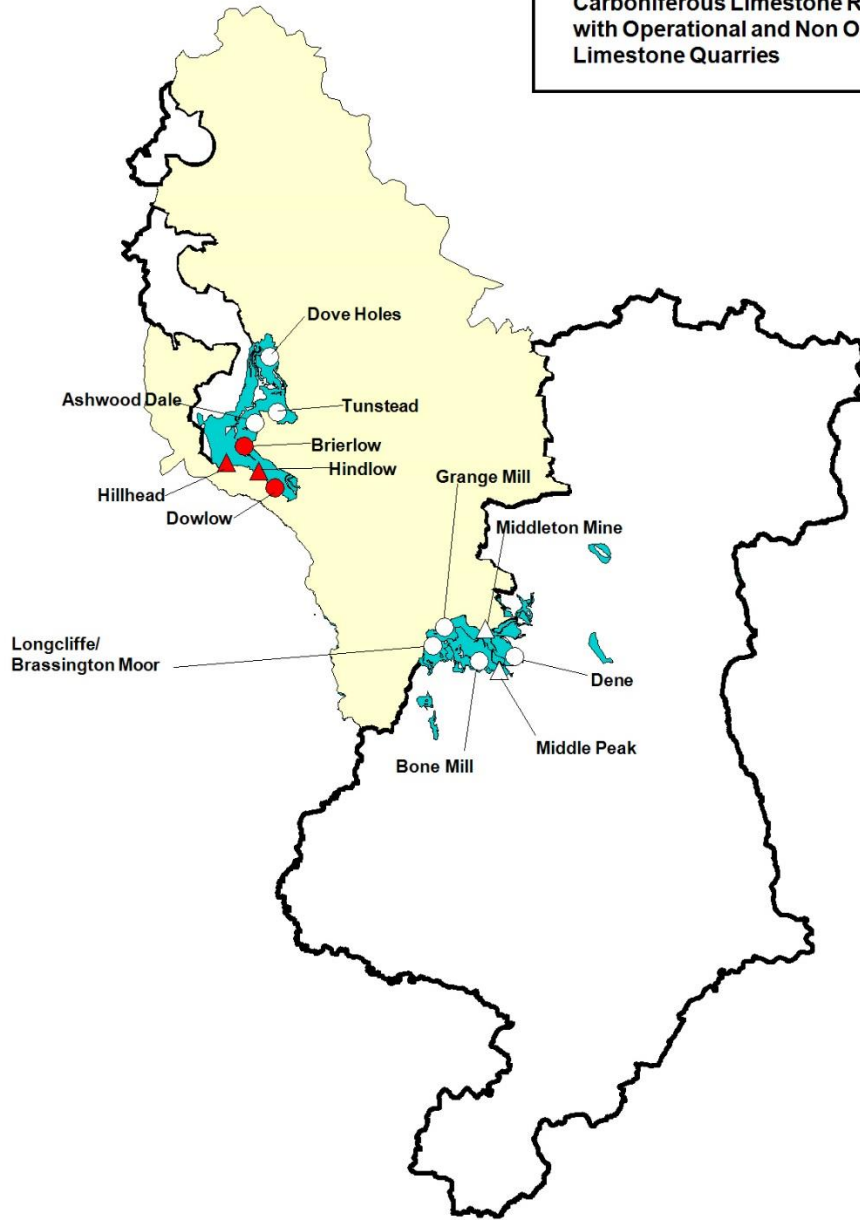 Carboniferous Limestone
with Operational and Non
Limestone Quarries
Dove Holes
Ashwood Dale
Tunstead
Brierlow
Hindlow
Hillhead
Dowlow
Grange Mill
Middleton Mine
Longcliffe/
Brassington Moor
Dene
Middle Peak
Bone Mill